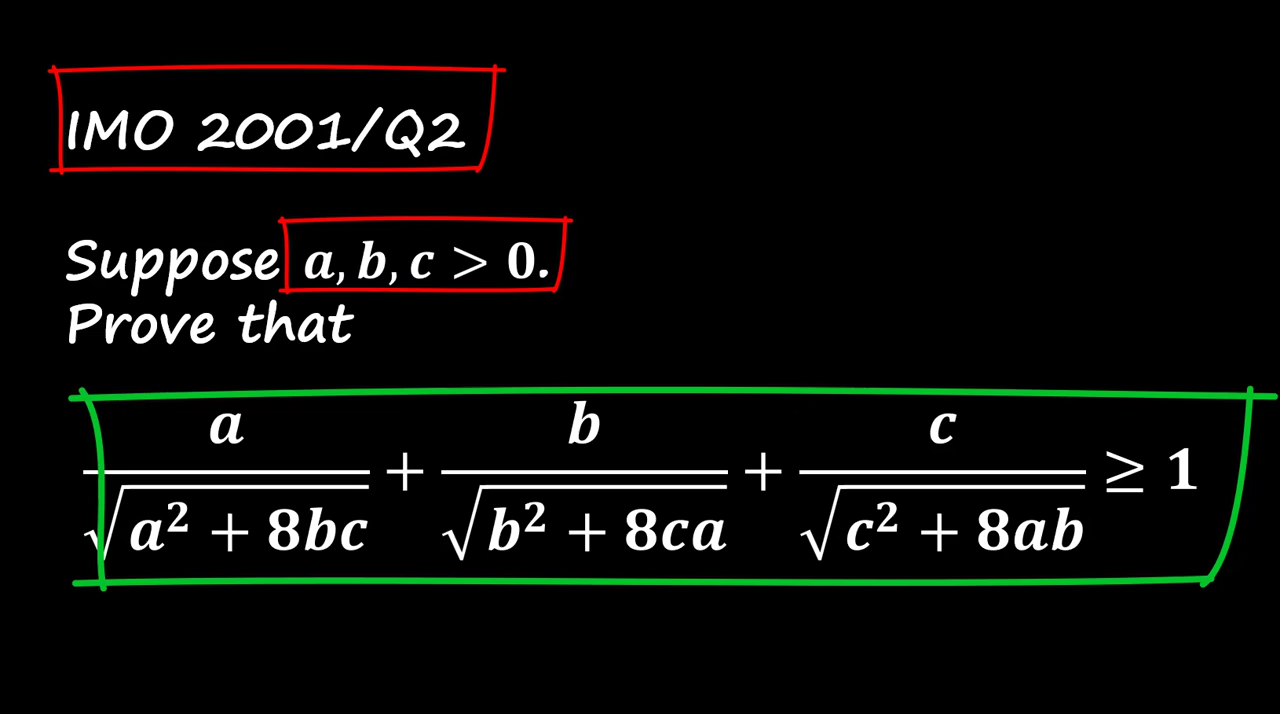 IMO 2001/Q2
Suppose a, b, c > 0.
Prove that
a/√(a² + 8bc) + b/√(b² + 8ca) + c/√(c² + 8ab) ≥ 1